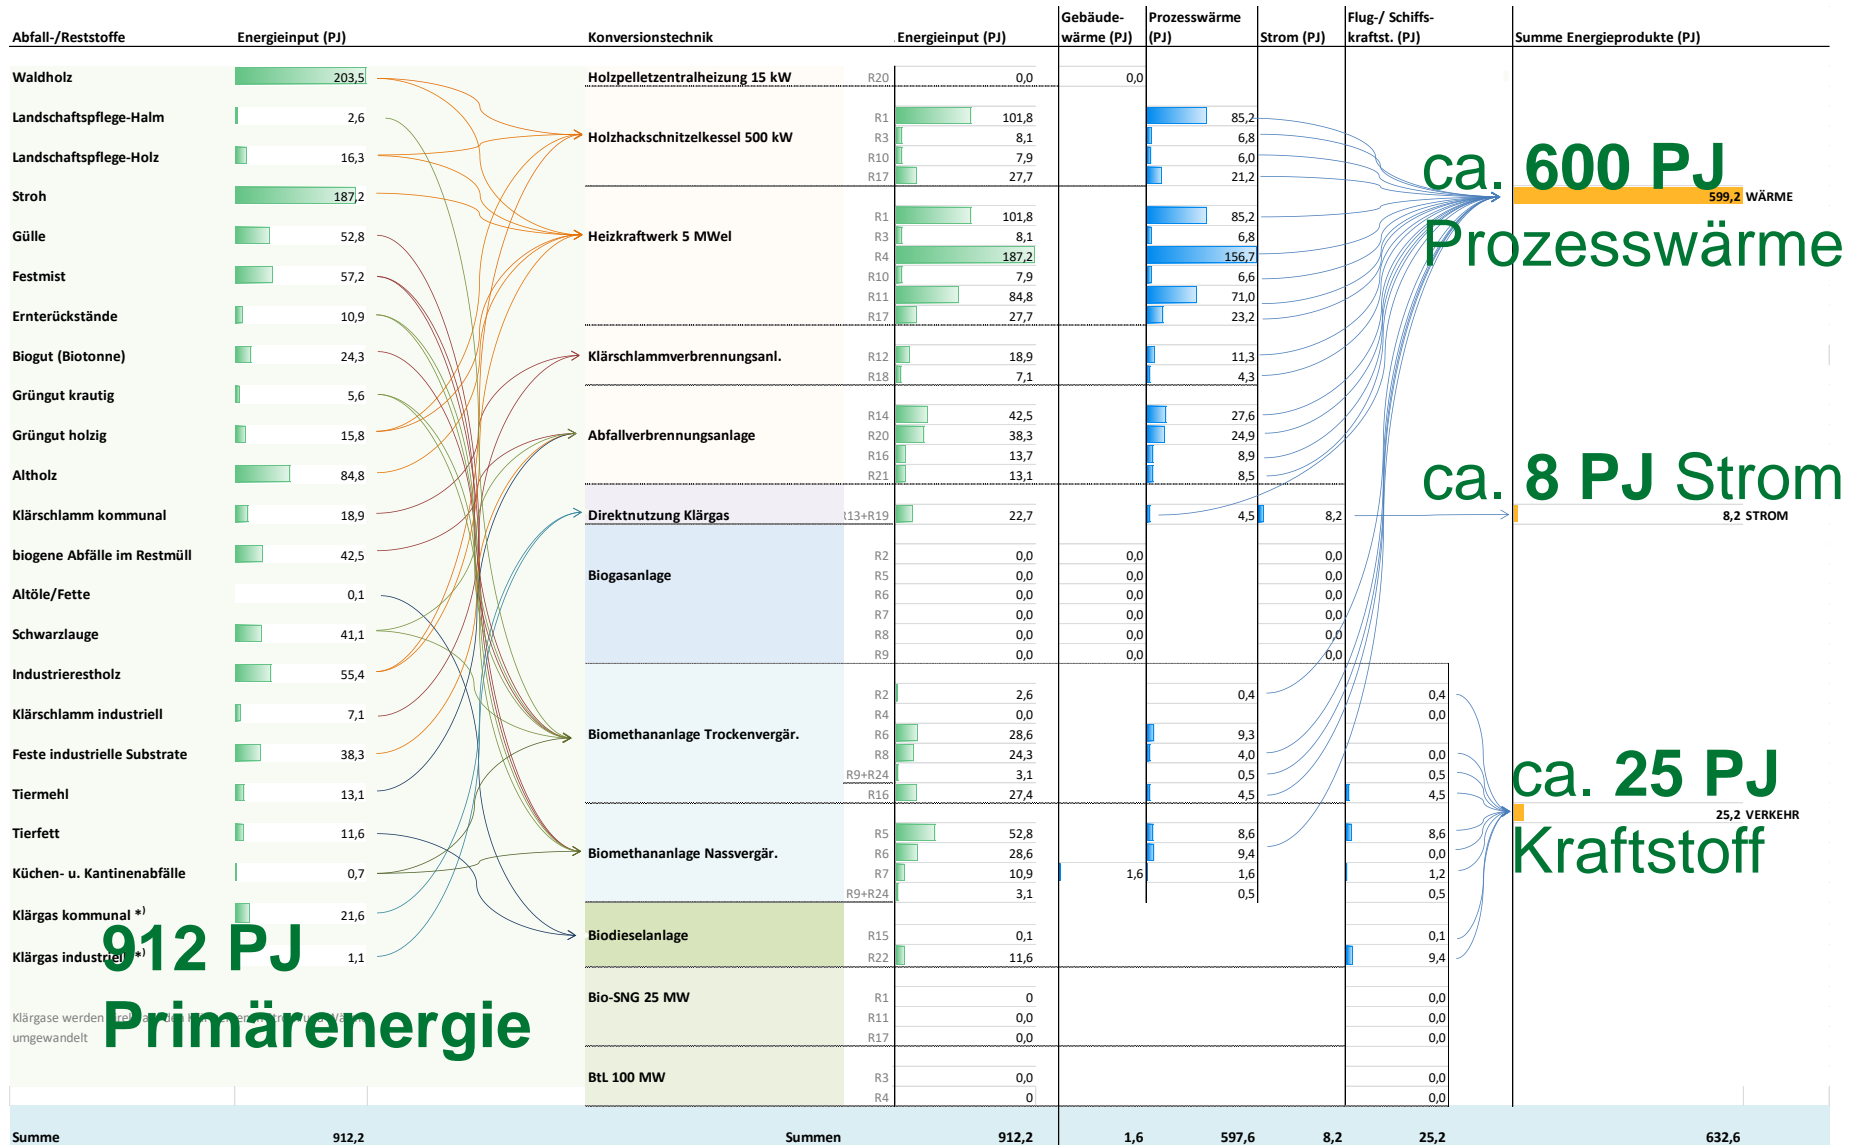 Abfall-/Reststoffe Energieinput (PJ) Konversionstechnik Energieinput (PJ) Gebäude-wärme (PJ) Prozesswärme (PJ) Strom (PJ) Flug-/ Schiffs-kraftst. (PJ) Summe Energieprodukte (PJ)
Waldholz 203,5
Landschaftspflege-Halm 2,6
Landschaftspflege-Holz 16,3
Stroh 187,2
Gülle 52,8
Festmist 57,2
Ernterückstände 10,9
Biogut (Biotonne) 24,3
Grüngut krautig 5,6
Grüngut holzig 15,8
Altholz 84,8
Klärschlamm kommunal 18,9
biogene Abfälle im Restmüll 42,5
Altöle/Fette 0,1
Schwarzlauge 41,1
Industrierestholz 55,4
Klärschlamm industriell 7,1
Feste industrielle Substrate 38,3
Tiermehl 13,1
Tierfett 11,6
Küchen- u. Kantinenabfälle 0,7
Klärgas kommunal *) 21,6
Klärgas industriell *) 1,1
912 PJ
Primärenergie
Klärgase werden
umgewandelt
Holzpelletzentralheizung 15 kW R20 0,0 0,0
Holzhackschnitzelkessel 500 kW
R1 101,8 85,2
R3 8,1 6,8
R10 7,9 6,0
R17 27,7 21,2
Heizkraftwerk 5 MWel
R1 101,8 85,2
R3 8,1 6,8
R4 187,2 156,7
R10 7,9 6,6
R11 84,8 71,0
R17 27,7 23,2
Klärschlammverbrennungsanl.
R12 18,9 11,3
R18 7,1 4,3
Abfallverbrennungsanlage
R14 42,5 27,6
R20 38,3 24,9
R16 13,7 8,9
R21 13,1 8,5
Direktnutzung Klärgas R13+R19 22,7 4,5 8,2
Biogasanlage
R2 0,0 0,0 0,0
R5 0,0 0,0 0,0
R6 0,0 0,0 0,0
R7 0,0 0,0 0,0
R8 0,0 0,0 0,0
R9 0,0 0,0 0,0
Biomethananlage Trockenvergär.
R2 2,6 0,4 0,4
R4 0,0 0,0
R6 28,6 9,3
R8 24,3 4,0 0,0
R9+R24 3,1 0,5 0,5
R16 27,4 4,5 4,5
Biomethananlage Nassvergär.
R5 52,8 8,6 8,6
R6 28,6 9,4 0,0
R7 10,9 1,6 1,6 1,2
R9+R24 3,1 0,5 0,5
Biodieselanlage
R15 0,1 0,1
R22 11,6 9,4
Bio-SNG 25 MW
R1 0 0,0
R11 0,0 0,0
R17 0,0 0,0
BtL 100 MW
R3 0,0 0,0
R4 0 0,0
ca. 600 PJ
599,2 WÄRME
Prozesswärme
ca. 8 PJ Strom
8,2 STROM
ca. 25 PJ
25,2 VERKEHR
Kraftstoff
Summe 912,2 Summen 912,2 1,6 597,6 8,2 25,2 632,6